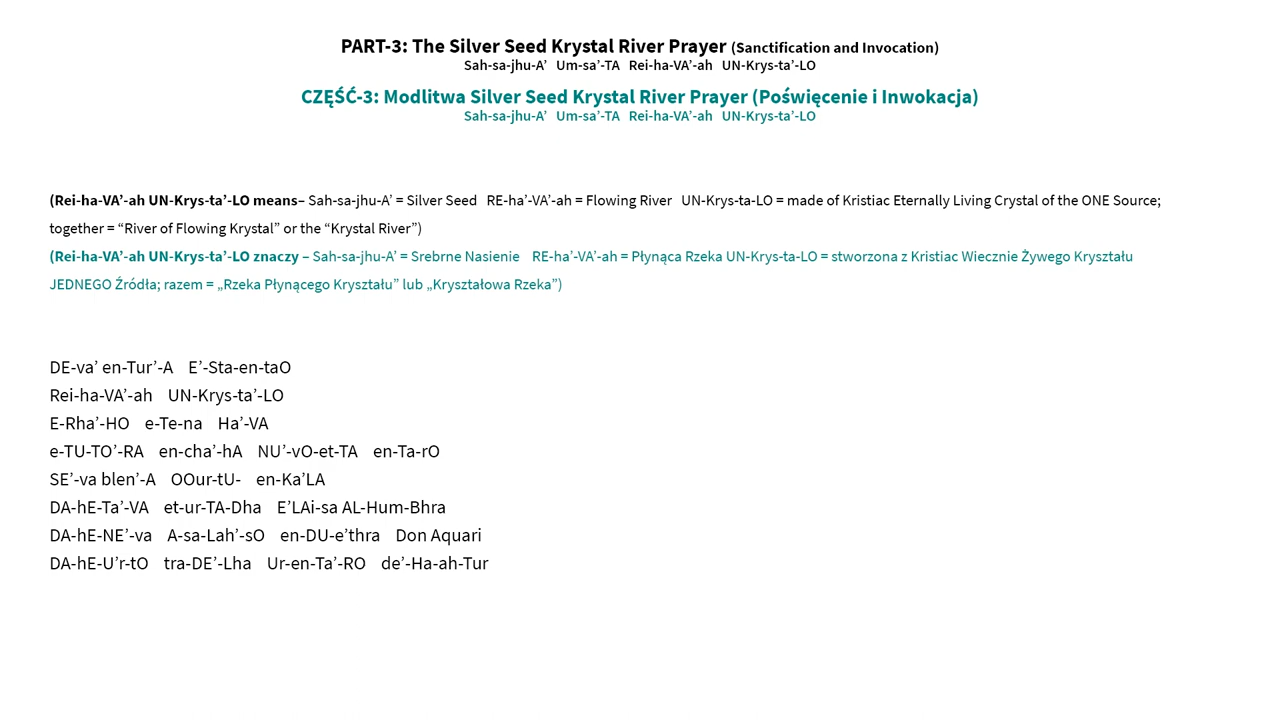 PART-3: The Silver Seed Krystal River Prayer (Sanctification and Invocation)
Sah-sa-jhu-A’ Um-sa’-TA Rei-ha-VA’-ah UN-Krys-ta’-LO
CZĘŚĆ-3: Modlitwa Silver Seed Krystal River Prayer (Poświęcenie i Inwokacja)
Sah-sa-jhu-A’ Um-sa’-TA Rei-ha-VA’-ah UN-Krys-ta’-LO
(Rei-ha-VA’-ah UN-Krys-ta’-LO means– Sah-sa-jhu-A’ = Silver Seed RE-ha’-VA’-ah = Flowing River UN-Krys-ta-LO = made of Kristiac Eternally Living Crystal of the ONE Source;
together = “River of Flowing Krystal” or the “Krystal River”)
(Rei-ha-VA’-ah UN-Krys-ta’-LO znaczy – Sah-sa-jhu-A’ = Srebrne Nasienie RE-ha’-VA’-ah = Płynąca Rzeka UN-Krys-ta-LO = stworzona z Kristiac Wiecznie Żywego Kryształu
JEDNEGO Źródła; razem = „Rzeka Płynącego Kryształu” lub „Kryształowa Rzeka”)
DE-va’ en-Tur’-A E’-Sta-en-taO
Rei-ha-VA’-ah UN-Krys-ta’-LO
E-Rha’-HO e-Te-na Ha’-VA
e-TU-TO’-RA en-cha’-hA NU’-vO-et-TA en-Ta-rO
SE’-va blen’-A OOur-tU- en-Ka’LA
DA-hE-Ta’-VA et-ur-TA-Dha E’LAi-sa AL-Hum-Bhra
DA-hE-NE’-va A-sa-Lah’-sO en-DU-e’thra Don Aquari
DA-hE-U’r-tO tra-DE’-Lha Ur-en-Ta’-RO de’-Ha-ah-Tur